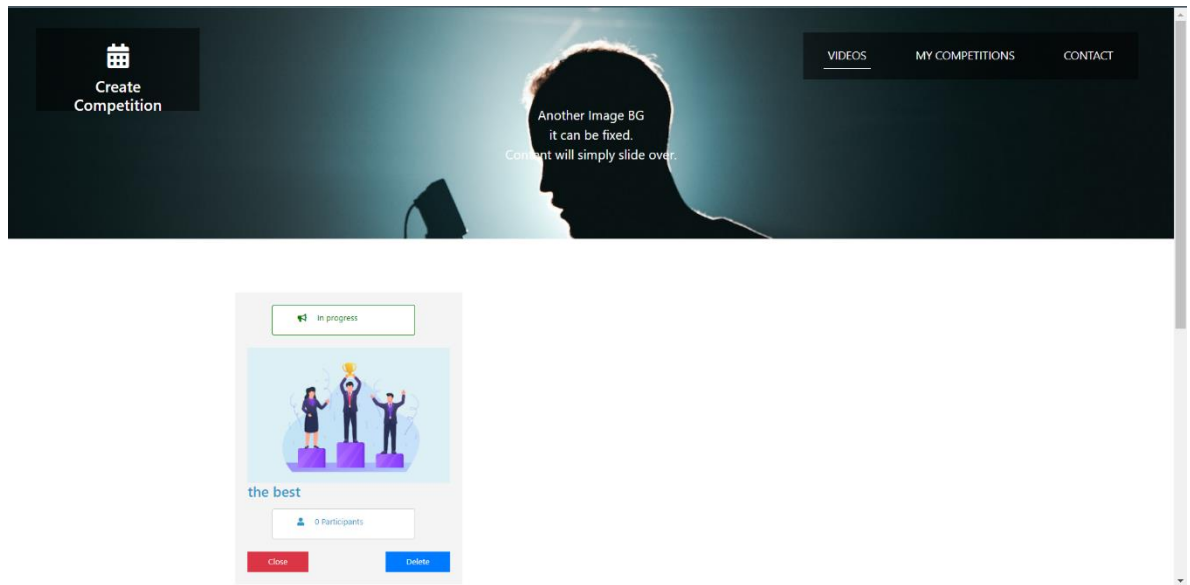 Create
Competition
VIDEOS
MY COMPETITIONS
CONTACT
Another Image BG
it can be fixed.
Content will simply slide over.
In progress
the best
0 Participants
Close
Delete